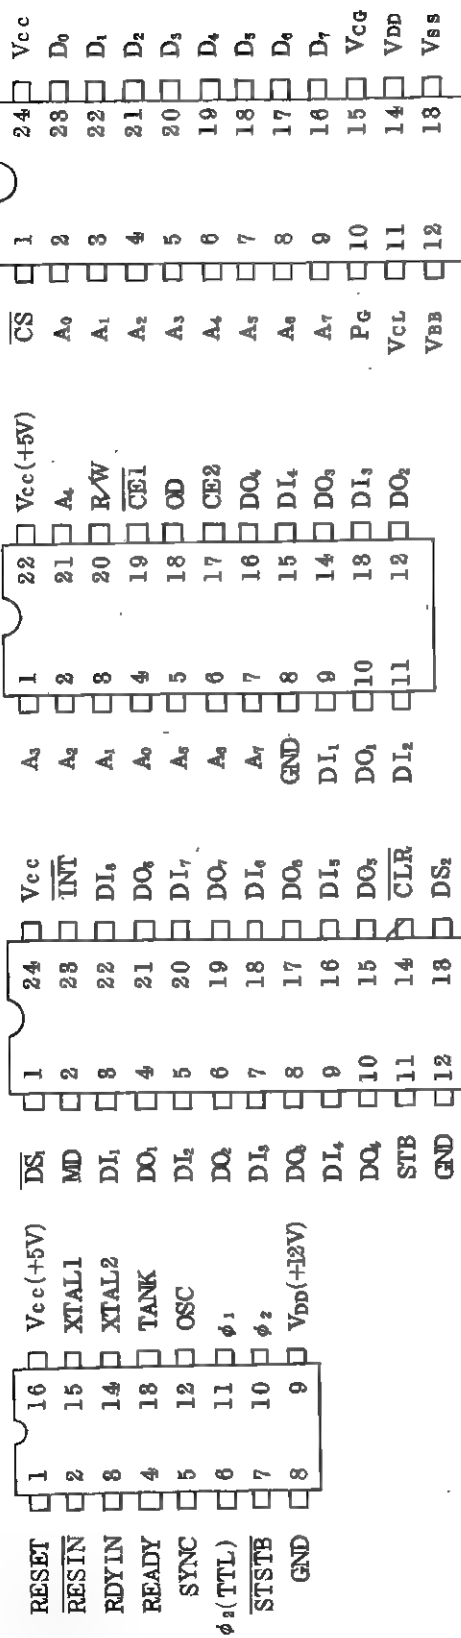 RESET 1 16 Vcc(+5V)
RESIN 2 15 XTAL1
RDYIN 3 14 XTAL2
READY 4 13 TANK
SYNC 5 12 OSC
ϕ₂(TTL) 6 11 ϕ₁
STSTB 7 10 ϕ₂
GND 8 9 VDD(+12V)
DS₁ 1 24 Vcc
MD 2 23 INT
DI₁ 3 22 DI₈
DO₁ 4 21 DO₈
DI₂ 5 20 DI₇
DO₂ 6 19 DO₇
DI₃ 7 18 DI₆
DO₃ 8 17 DO₆
DI₄ 9 16 DI₅
DO₄ 10 15 DO₅
STB 11 14 CLR
GND 12 13 DS₂
A₃ 1 22 Vcc(+5V)
A₂ 2 21 A₄
A₁ 3 20 R/W
A₀ 4 19 CE1
A₅ 5 18 OD
A₆ 6 17 CE2
A₇ 7 16 DO₄
GND 8 15 DI₄
DI₁ 9 14 DO₃
DO₁ 10 13 DI₃
DI₂ 11 12 DO₂
CS 1 24 Vcc
A₀ 2 23 D₀
A₁ 3 22 D₁
A₂ 4 21 D₂
A₃ 5 20 D₃
A₄ 6 19 D₄
A₅ 7 18 D₅
A₆ 8 17 D₆
A₇ 9 16 D₇
PG 10 15 VCG
VCL 11 14 VDD
VBB 12 13 VSS